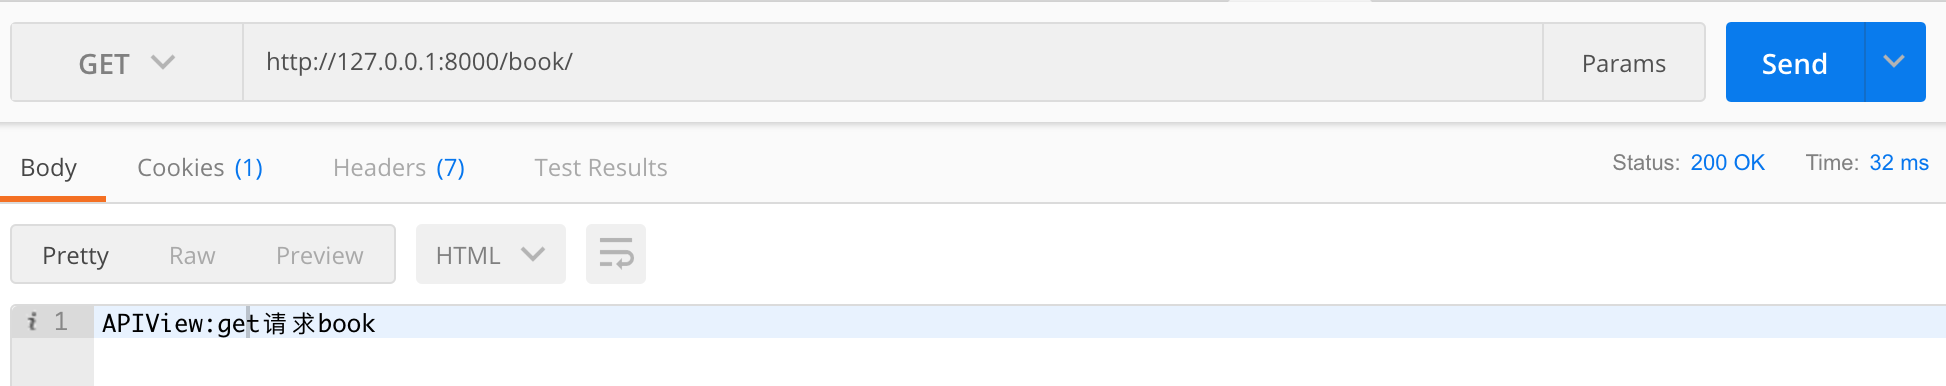 GET http://127.0.0.1:8000/book/ Params Send
Body Cookies (1) Headers (7) Test Results Status: 200 OK Time: 32 ms
Pretty Raw Preview HTML
i 1 APIView:get请求book